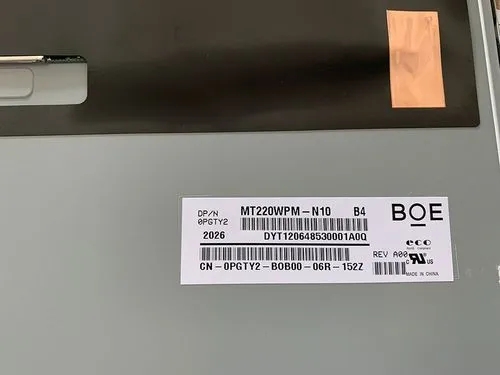 DP/N
0PGTY2
MT220WPM-N10 B4
2026 DYT120648530001A0Q
CN-0PGTY2-BOB00-06R-152Z
BOE
eco
REV A00
c US
MADE IN CHINA